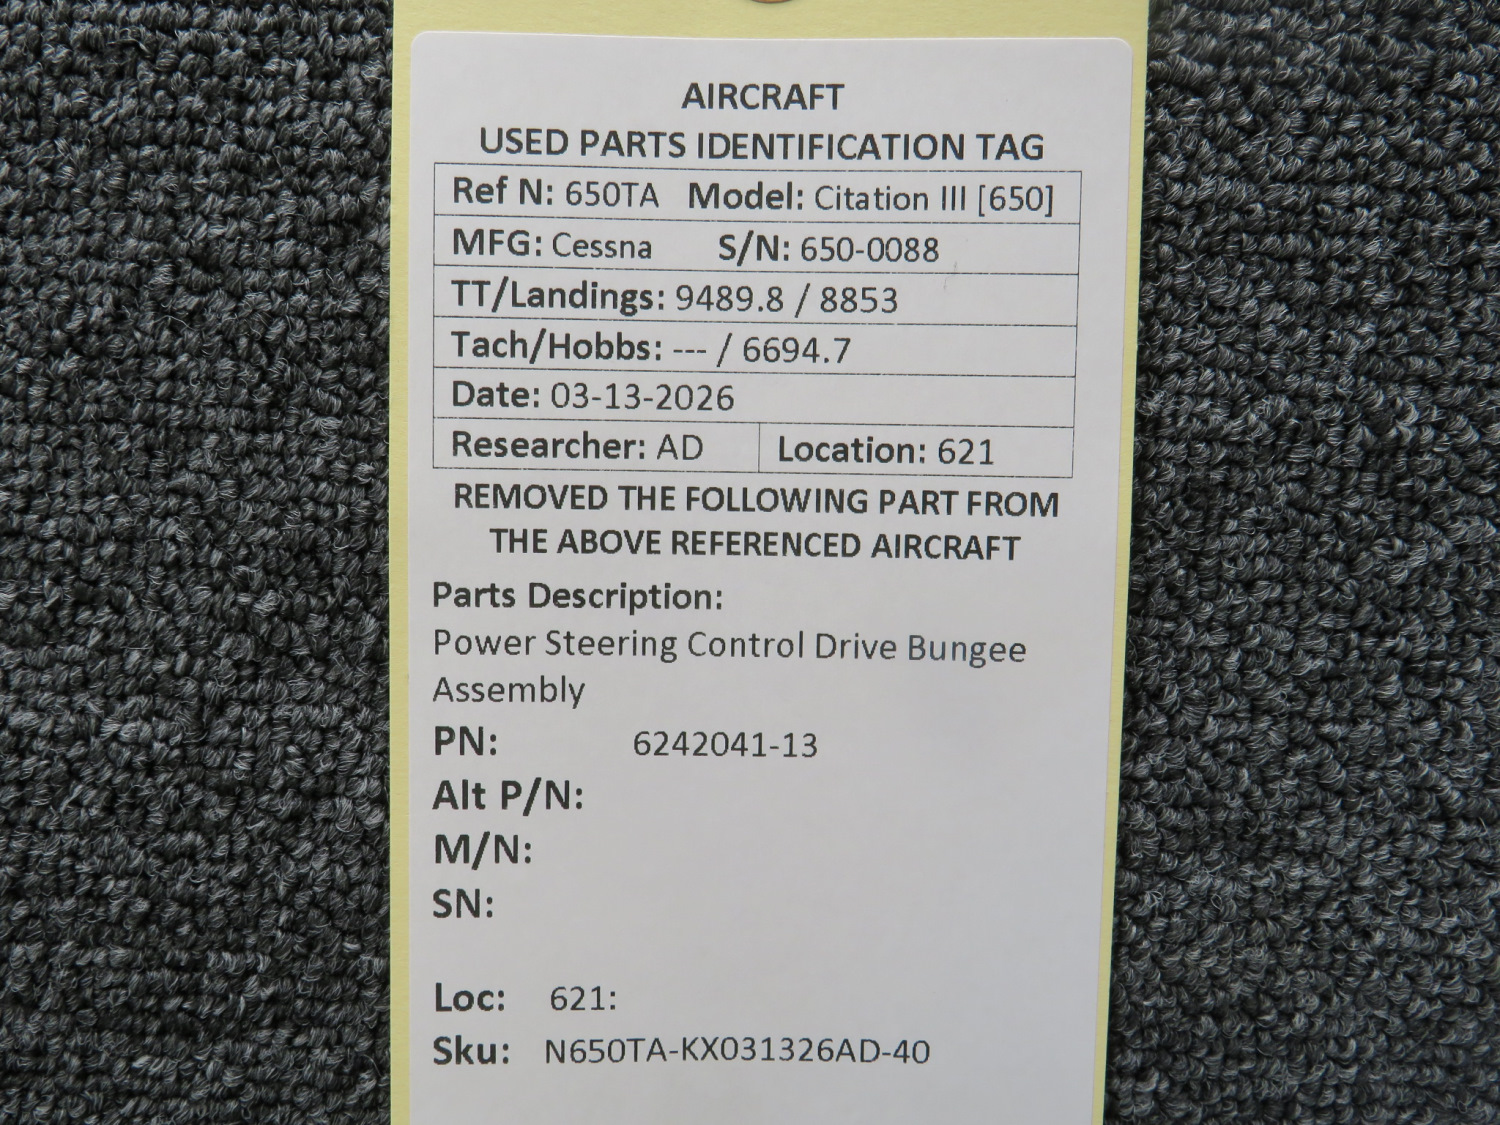 AIRCRAFT
USED PARTS IDENTIFICATION TAG
Ref N: 650TA Model: Citation III [650]
MFG: Cessna S/N: 650-0088
TT/Landings: 9489.8 / 8853
Tach/Hobbs: --- / 6694.7
Date: 03-13-2026
Researcher: AD Location: 621
REMOVED THE FOLLOWING PART FROM
THE ABOVE REFERENCED AIRCRAFT
Parts Description:
Power Steering Control Drive Bungee
Assembly
PN: 6242041-13
Alt P/N:
M/N:
SN:
Loc: 621:
Sku: N650TA-KX031326AD-40